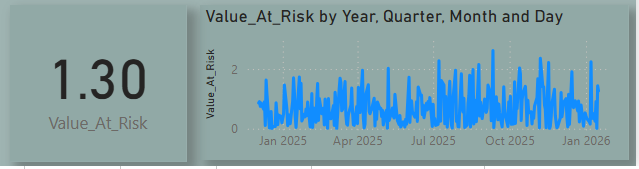 1.30
Value_At_Risk
Value_At_Risk by Year, Quarter, Month and Day
Value_At_Risk
2
0
Jan 2025 Apr 2025 Jul 2025 Oct 2025 Jan 2026